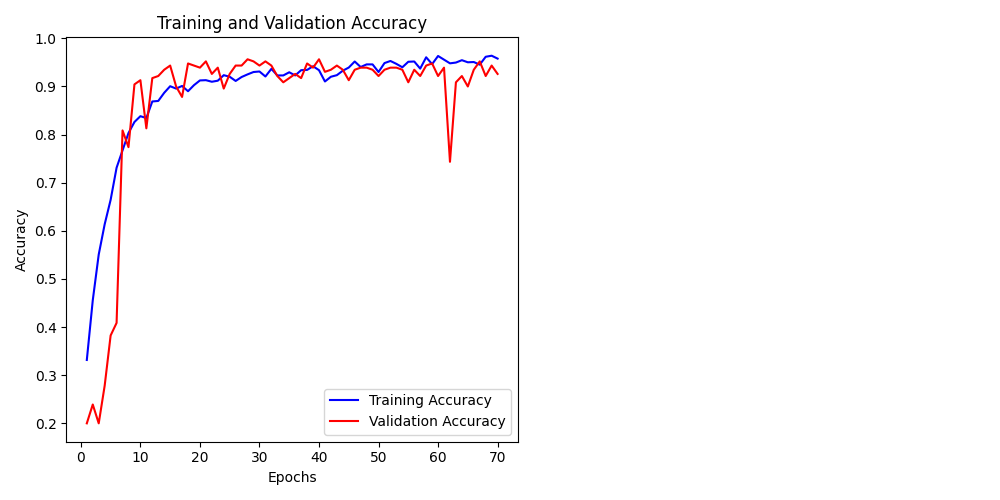 Training and Validation Accuracy
1.0
0.9
0.8
0.7
0.6
0.5
0.4
0.3
0.2
Accuracy
Training Accuracy
Validation Accuracy
0 10 20 30 40 50 60 70
Epochs